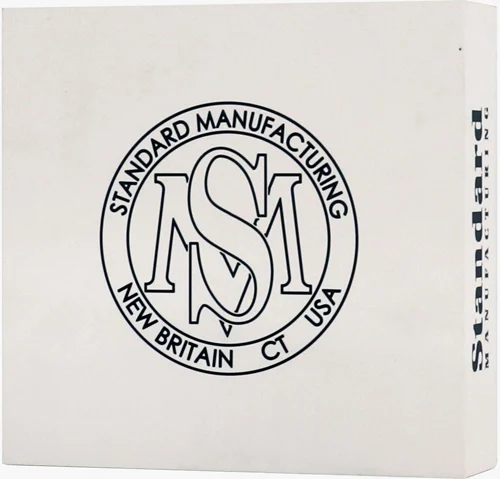 STANDARD MANUFACTURING
SM
NEW BRITAIN CT USA
Standard
MANUFACTURING